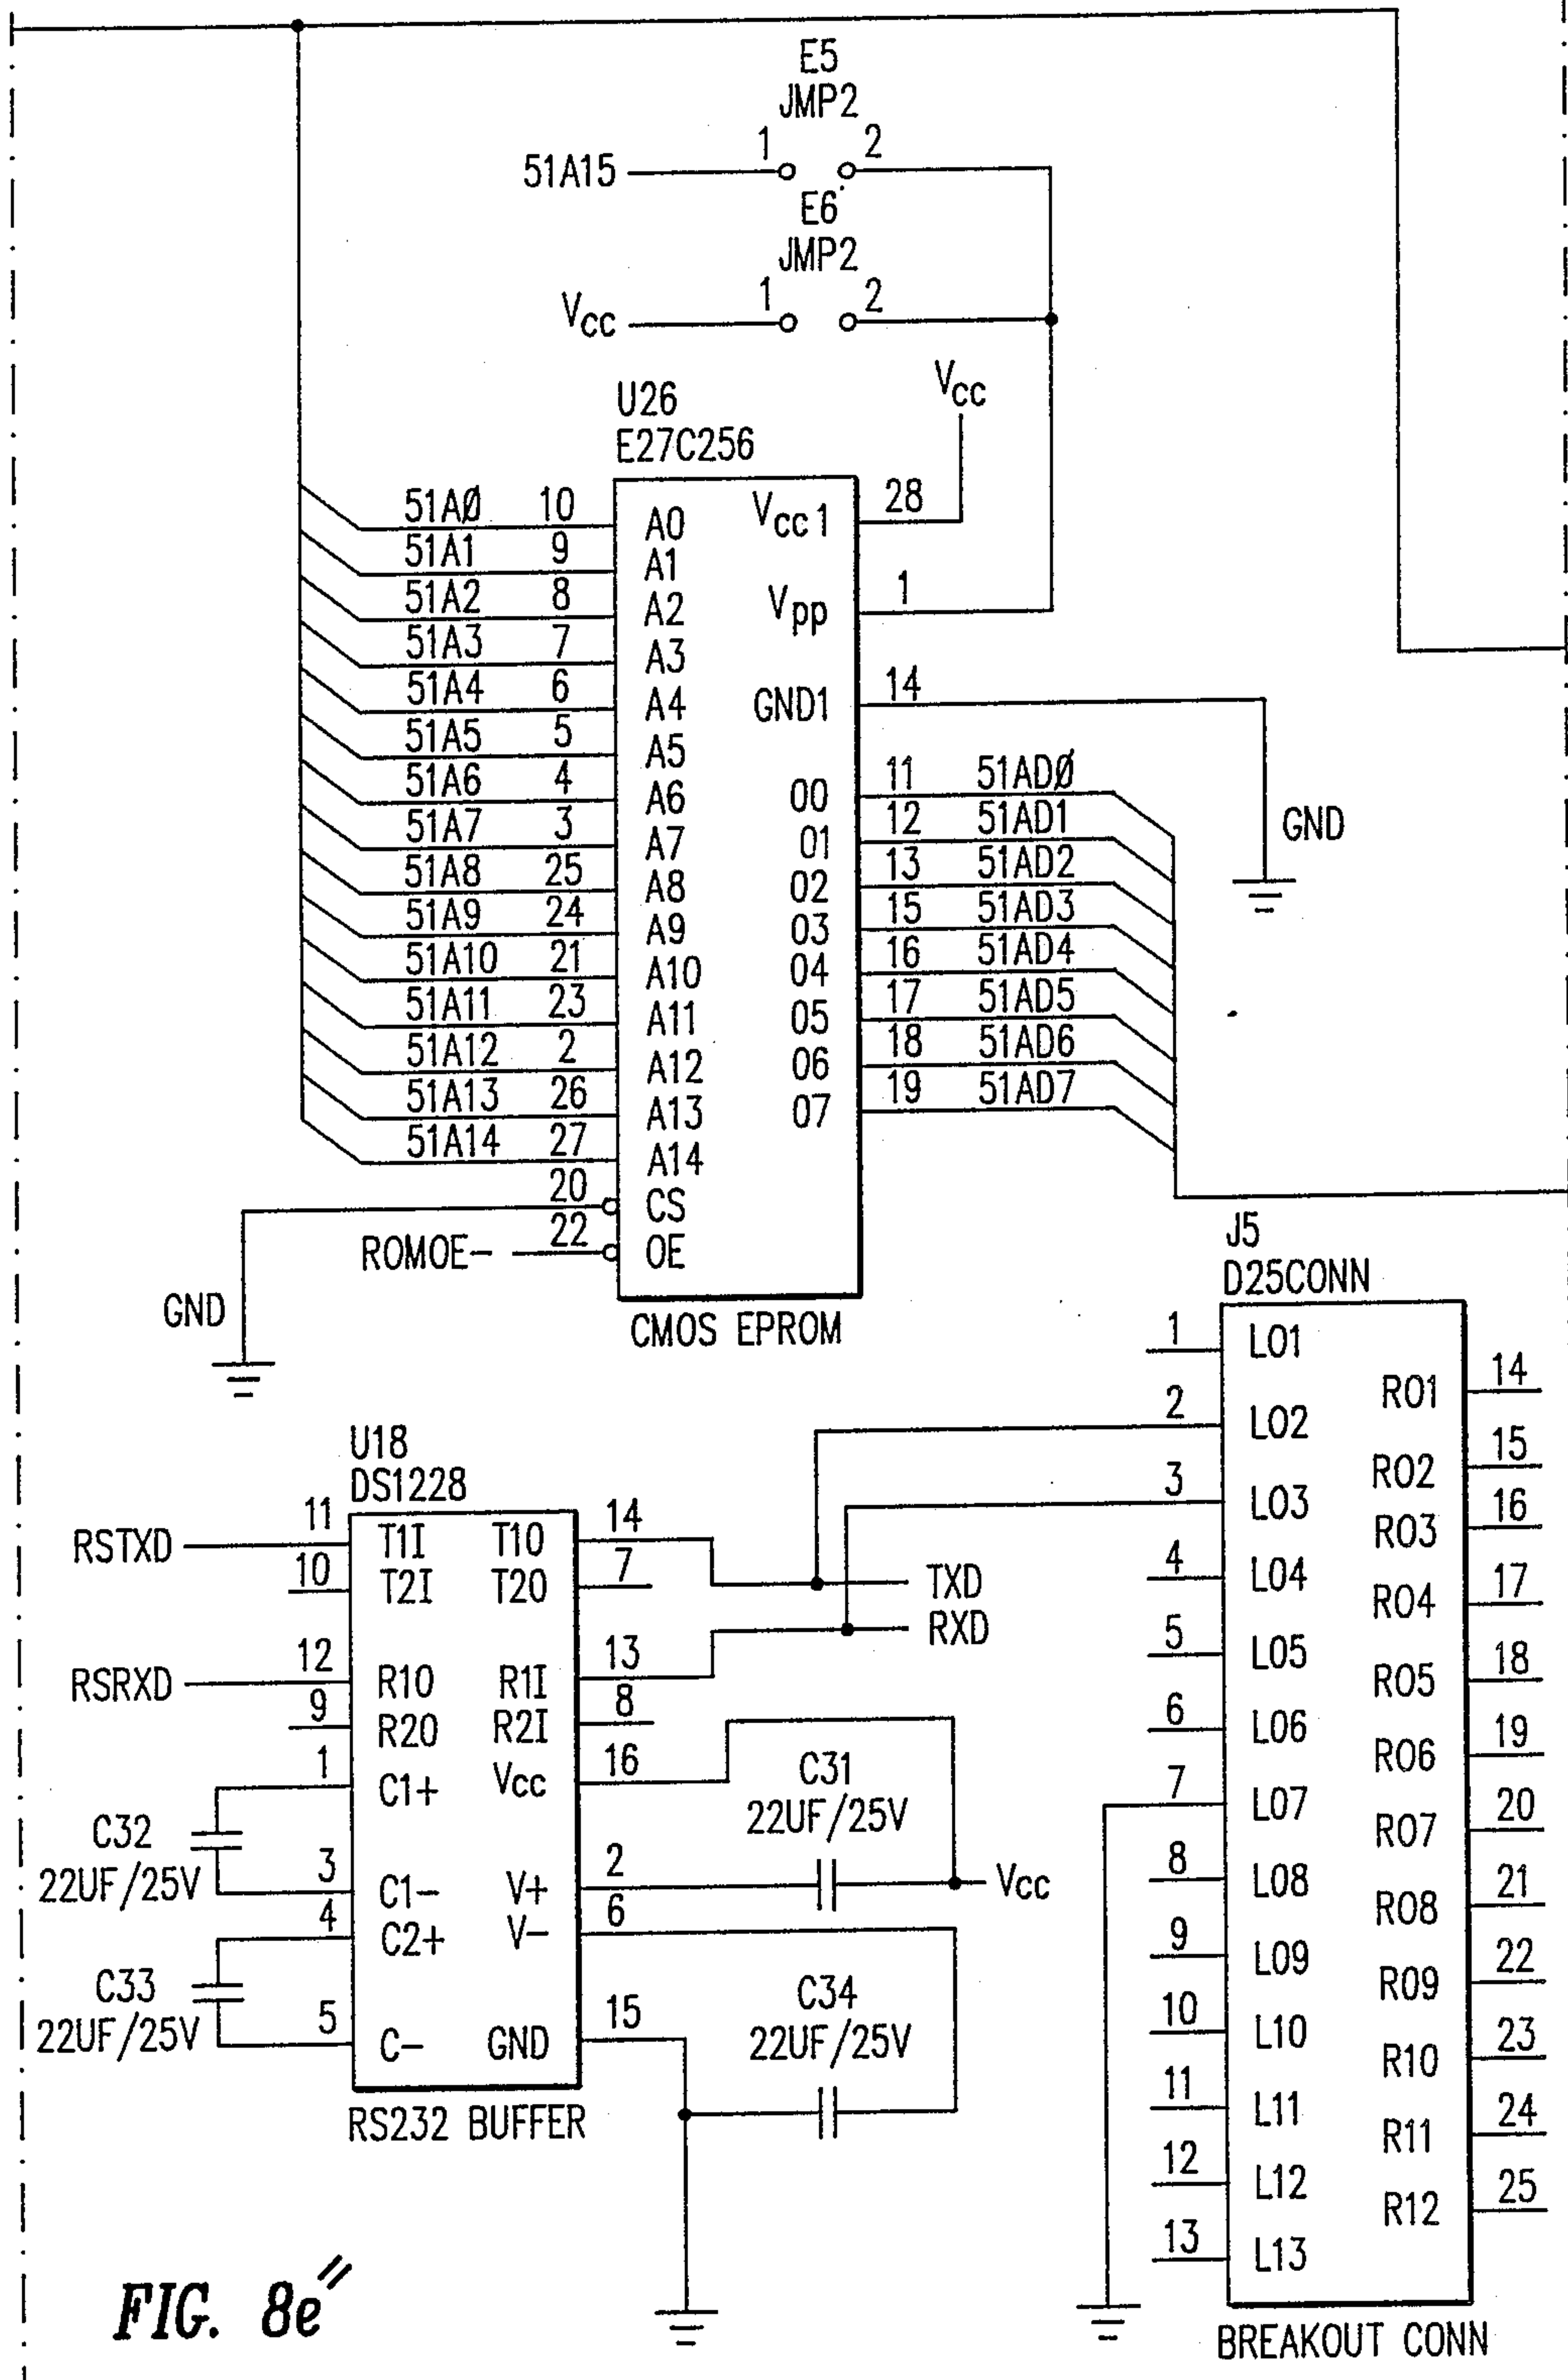 E5
JMP2
1 2
51A15
E6
JMP2
1 2
Vcc
Vcc
U26
E27C256
51AØ 10 A0 Vcc1 28
51A1 9 A1
51A2 8 A2 Vpp 1
51A3 7 A3
51A4 6 A4 GND1 14
51A5 5 A5
51A6 4 A6 00 11 51ADØ
GND
51A7 3 A7 01 12 51AD1
51A8 25 A8 02 13 51AD2
51A9 24 A9 03 15 51AD3
51A10 21 A10 04 16 51AD4
51A11 23 A11 05 17 51AD5
51A12 2 A12 06 18 51AD6
51A13 26 A13 07 19 51AD7
51A14 27 A14
20 CS
ROMOE- 22 OE
GND
CMOS EPROM
J5
D25CONN
1 L01
R01 14
2 L02
R02 15
3 L03
R03 16
4 L04
R04 17
5 L05
R05 18
6 L06
R06 19
7 L07
R07 20
8 L08
R08 21
9 L09
R09 22
10 L10
R10 23
11 L11
R11 24
12 L12
R12 25
13 L13
BREAKOUT CONN
U18
DS1228
RSTXD 11 T1I T10 14
10 T2I T20 7
TXD
RXD
RSRXD 12 R10 R1I 13
9 R20 R2I 8
1 C1+ Vcc 16
C31
22UF/25V
C32
22UF/25V
3 C1- V+ 2
Vcc
4 C2+ V- 6
C33
22UF/25V
C34
22UF/25V
5 C- GND 15
RS232 BUFFER
FIG. 8e"